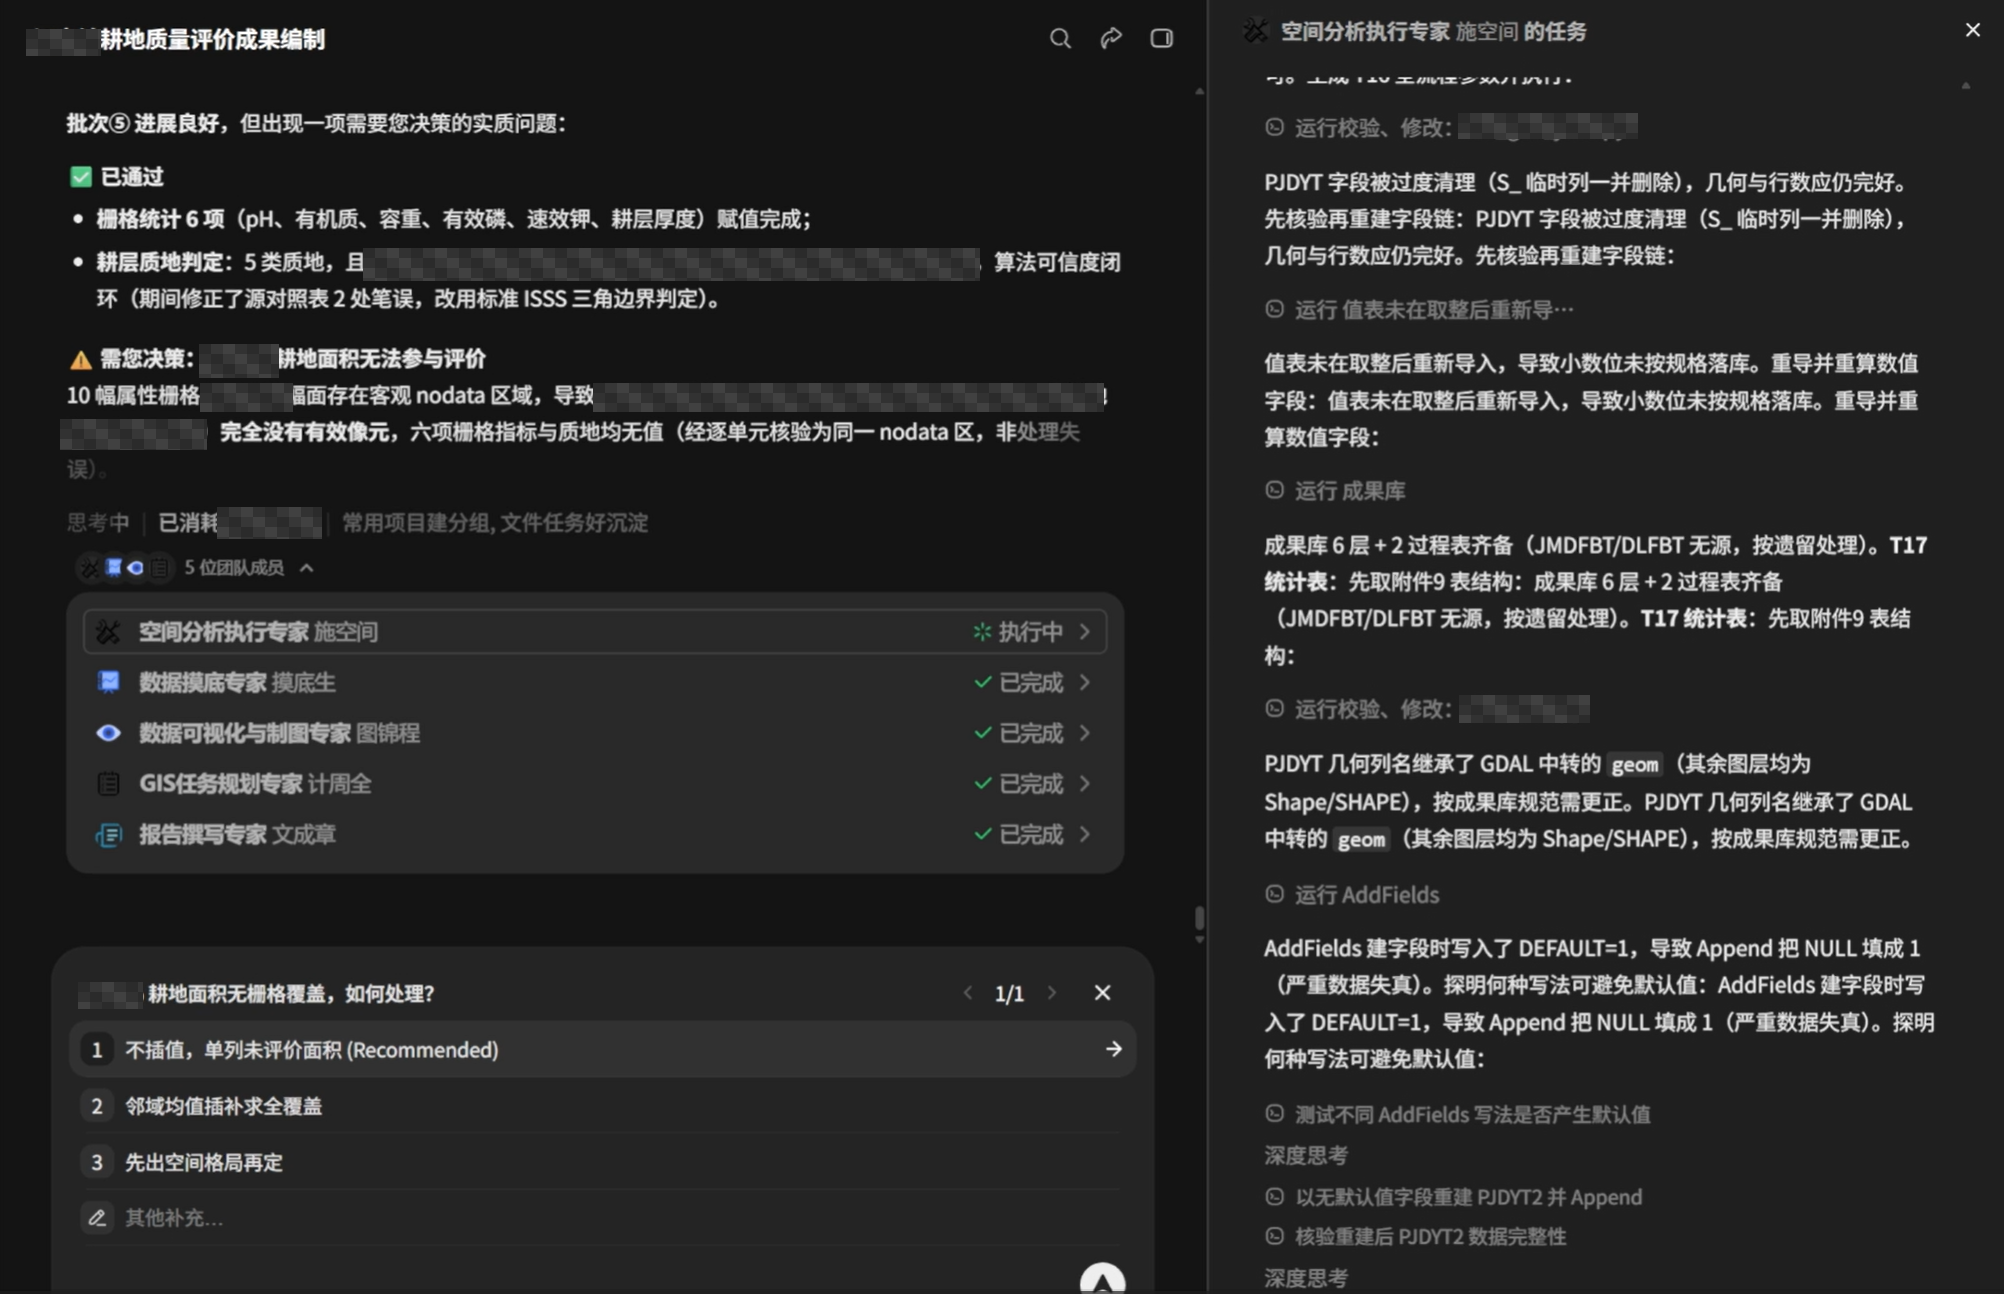 耕地质量评价成果编制
批次⑤ 进展良好，但出现一项需要您决策的实质问题：
✅ 已通过
• 栅格统计 6 项（pH、有机质、容重、有效磷、速效钾、耕层厚度）赋值完成；
• 耕层质地判定：5 类质地，且
算法可信度闭
环（期间修正了源对照表 2 处笔误，改用标准 ISSS 三角边界判定）。
⚠️ 需您决策：
耕地面积无法参与评价
10 幅属性栅格
幅面存在客观 nodata 区域，导致
完全没有有效像元，六项栅格指标与质地均无值（经逐单元核验为同一 nodata 区，非处理失
误）。
思考中 | 已消耗
| 常用项目建分组, 文件任务好沉淀
5 位团队成员
空间分析执行专家 施空间 执行中
数据摸底专家 摸底生 已完成
数据可视化与制图专家 图锦程 已完成
GIS任务规划专家 计周全 已完成
报告撰写专家 文成章 已完成
耕地面积无栅格覆盖，如何处理？ 1/1
1 不插值，单列未评价面积 (Recommended)
2 邻域均值插补求全覆盖
3 先出空间格局再定
其他补充...
空间分析执行专家 施空间 的任务
运行校验、修改：
PJDYT 字段被过度清理（S_ 临时列一并删除），几何与行数应仍完好。
先核验再重建字段链：PJDYT 字段被过度清理（S_ 临时列一并删除），
几何与行数应仍完好。先核验再重建字段链：
运行 值表未在取整后重新导…
值表未在取整后重新导入，导致小数位未按规格落库。重导并重算数值
字段：值表未在取整后重新导入，导致小数位未按规格落库。重导并重
算数值字段：
运行 成果库
成果库 6 层 + 2 过程表齐备（JMDFBT/DLFBT 无源，按遗留处理）。T17
统计表：先取附件9 表结构：成果库 6 层 + 2 过程表齐备
（JMDFBT/DLFBT 无源，按遗留处理）。T17 统计表：先取附件9 表结
构：
运行校验、修改：
PJDYT 几何列名继承了 GDAL 中转的 geom（其余图层均为
Shape/SHAPE），按成果库规范需更正。PJDYT 几何列名继承了 GDAL
中转的 geom（其余图层均为 Shape/SHAPE），按成果库规范需更正。
运行 AddFields
AddFields 建字段时写入了 DEFAULT=1，导致 Append 把 NULL 填成 1
（严重数据失真）。探明何种写法可避免默认值：AddFields 建字段时写
入了 DEFAULT=1，导致 Append 把 NULL 填成 1（严重数据失真）。探明
何种写法可避免默认值：
测试不同 AddFields 写法是否产生默认值
深度思考
以无默认值字段重建 PJDYT2 并 Append
核验重建后 PJDYT2 数据完整性
深度思考